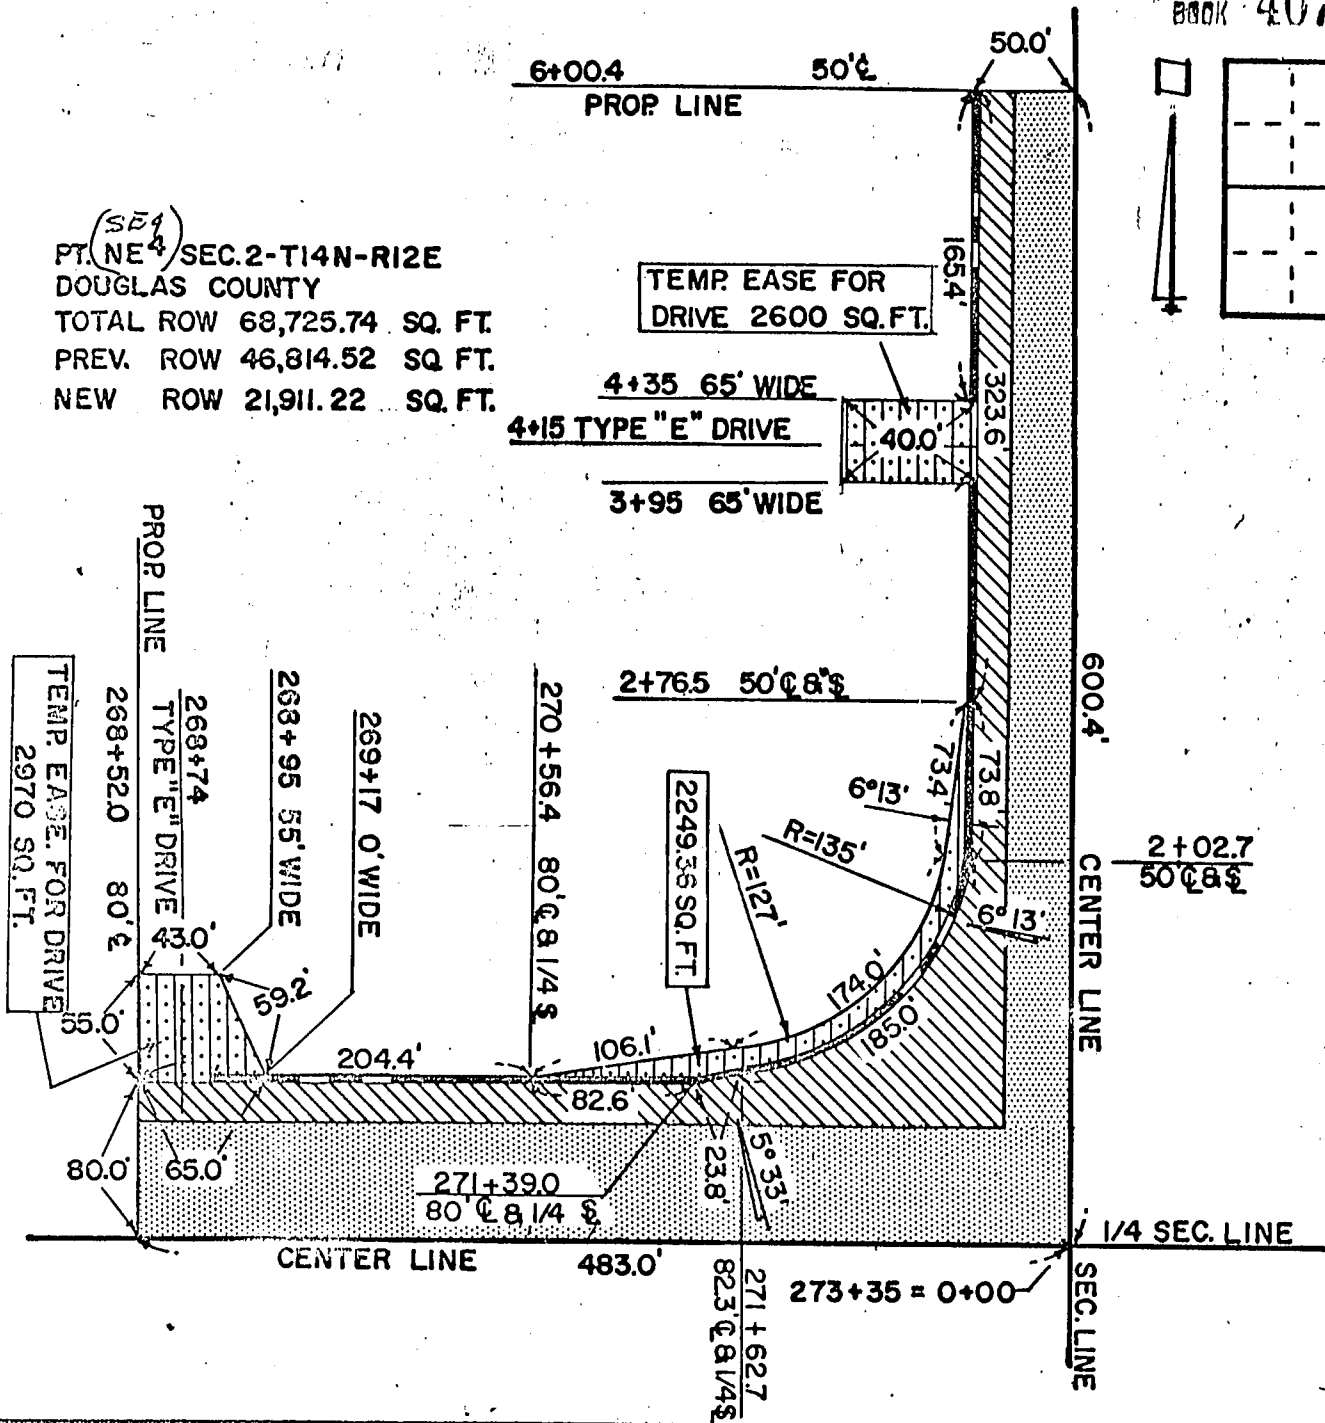 BOOK 407
50.0'
6+00.4 50' ℄
PROP. LINE
(SE4)
PT. NE4 SEC. 2-T14N-R12E
DOUGLAS COUNTY
TOTAL ROW 68,725.74 SQ. FT.
PREV. ROW 46,814.52 SQ. FT.
NEW ROW 21,911.22 SQ. FT.
TEMP. EASE FOR
DRIVE 2600 SQ. FT.
165.4'
4+35 65' WIDE
4+15 TYPE "E" DRIVE
40.0'
3+95 65' WIDE
323.6'
PROP. LINE
600.4'
CENTER LINE
2+76.5 50' ℄ & S̵
73.4'
73.8'
6°13'
R=135'
R=127'
2+02.7
50' ℄ & S̵
6°13'
TEMP. EASE. FOR DRIVE
2970 SQ. FT.
268+52.0 80' ℄
268+74
TYPE "E" DRIVE
268+95 55' WIDE
269+17 0' WIDE
270+56.4 80' ℄ & 1/4 S̵
2249.36 SQ. FT.
43.0'
59.2'
55.0'
204.4'
106.1'
174.0'
185.0'
82.6'
80.0'
65.0'
23.8'
5°33'
271+39.0
80' ℄ & 1/4 S̵
CENTER LINE
483.0'
1/4 SEC. LINE
273+35 = 0+00
SEC. LINE
271+62.7
82.3' ℄ & 1/4 S̵